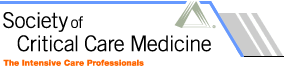 Society of
Critical Care Medicine
The Intensive Care Professionals